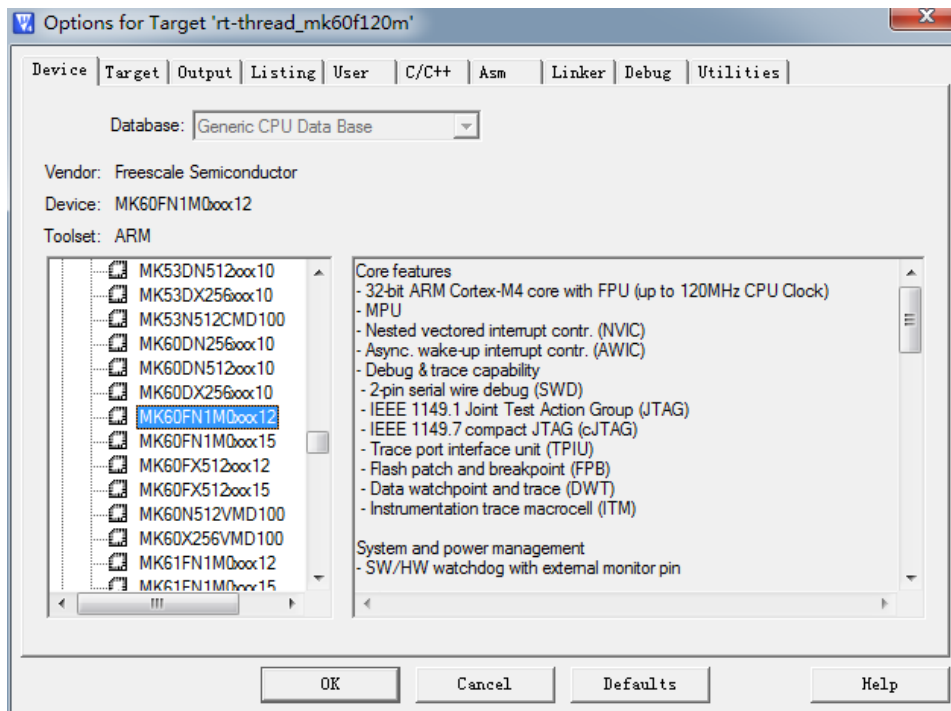 Options for Target 'rt-thread_mk60f120m'
Device Target Output Listing User C/C++ Asm Linker Debug Utilities
Database: Generic CPU Data Base
Vendor: Freescale Semiconductor
Device: MK60FN1M0xxx12
Toolset: ARM
MK53DN512xxx10
MK53DX256xxx10
MK53N512CMD100
MK60DN256xxx10
MK60DN512xxx10
MK60DX256xxx10
MK60FN1M0xxx12
MK60FN1M0xxx15
MK60FX512xxx12
MK60FX512xxx15
MK60N512VMD100
MK60X256VMD100
MK61FN1M0xxx12
MK61FN1M0xxx15
Core features
- 32-bit ARM Cortex-M4 core with FPU (up to 120MHz CPU Clock)
- MPU
- Nested vectored interrupt contr. (NVIC)
- Async. wake-up interrupt contr. (AWIC)
- Debug & trace capability
- 2-pin serial wire debug (SWD)
- IEEE 1149.1 Joint Test Action Group (JTAG)
- IEEE 1149.7 compact JTAG (cJTAG)
- Trace port interface unit (TPIU)
- Flash patch and breakpoint (FPB)
- Data watchpoint and trace (DWT)
- Instrumentation trace macrocell (ITM)
System and power management
- SW/HW watchdog with external monitor pin
OK Cancel Defaults Help